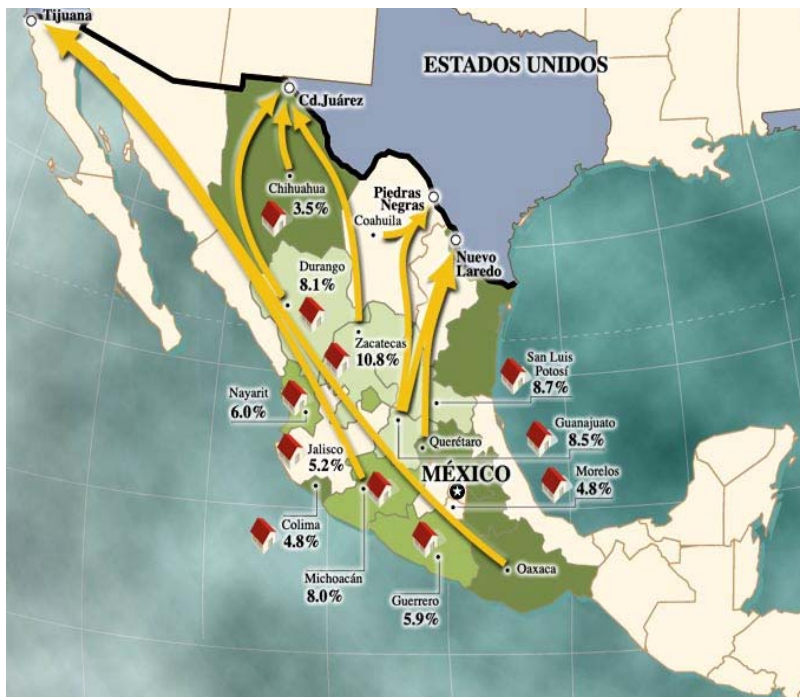 Tijuana
ESTADOS UNIDOS
Cd.Juárez
Chihuahua
3.5%
Piedras
Negras
Coahuila
Nuevo
Laredo
Durango
8.1%
Zacatecas
10.8%
San Luis
Potosí
8.7%
Nayarit
6.0%
Guanajuato
8.5%
Querétaro
Jalisco
5.2%
MÉXICO
Morelos
4.8%
Colima
4.8%
Michoacán
8.0%
Guerrero
5.9%
Oaxaca